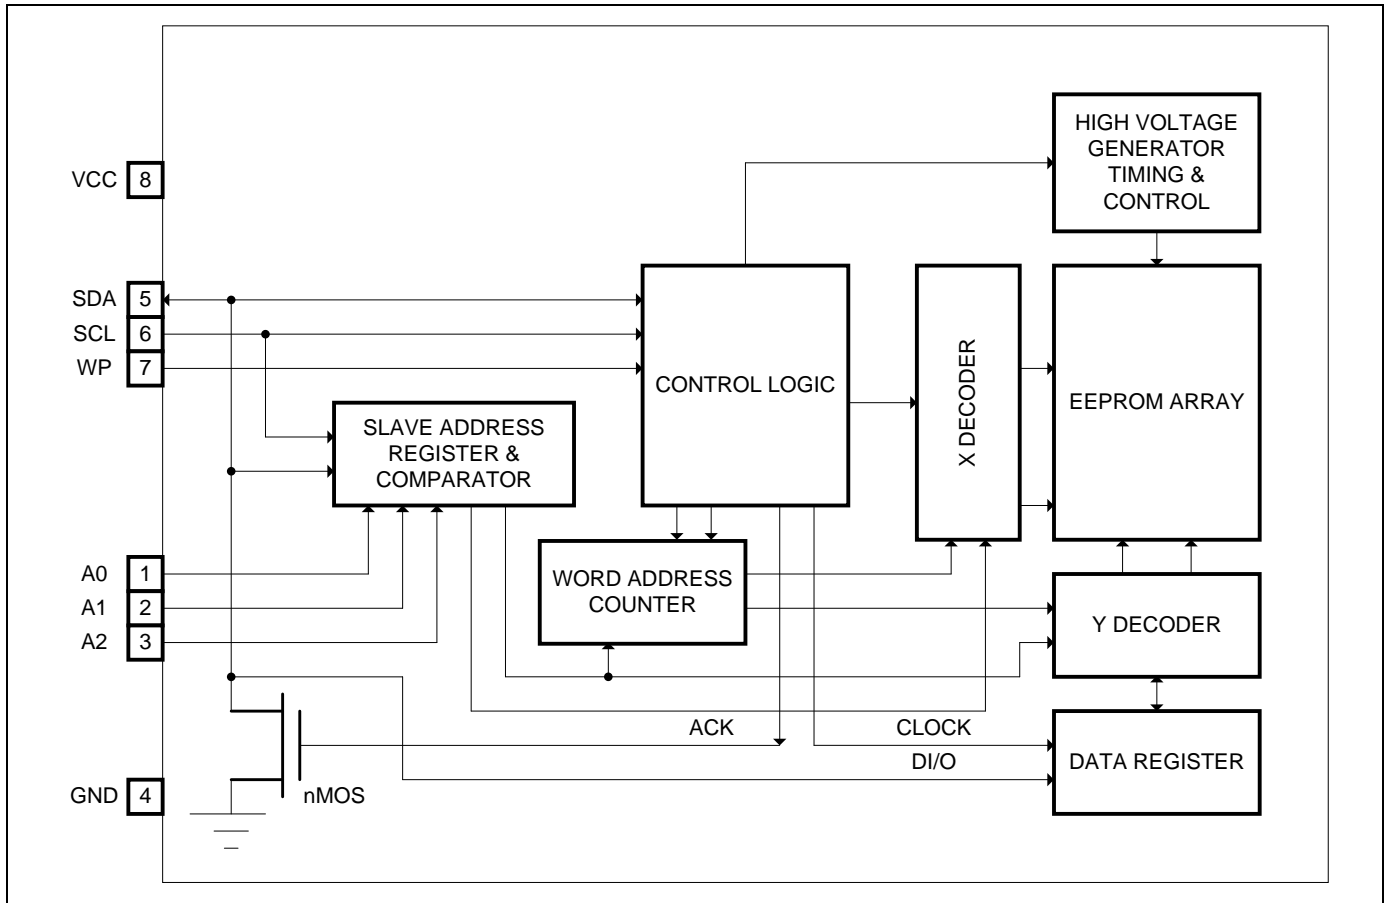 HIGH VOLTAGE
GENERATOR
TIMING &
CONTROL
VCC 8
SDA 5
SCL 6
WP 7
CONTROL LOGIC
X DECODER
EEPROM ARRAY
SLAVE ADDRESS
REGISTER &
COMPARATOR
A0 1
A1 2
A2 3
WORD ADDRESS
COUNTER
Y DECODER
ACK
CLOCK
DI/O
DATA REGISTER
GND 4
nMOS